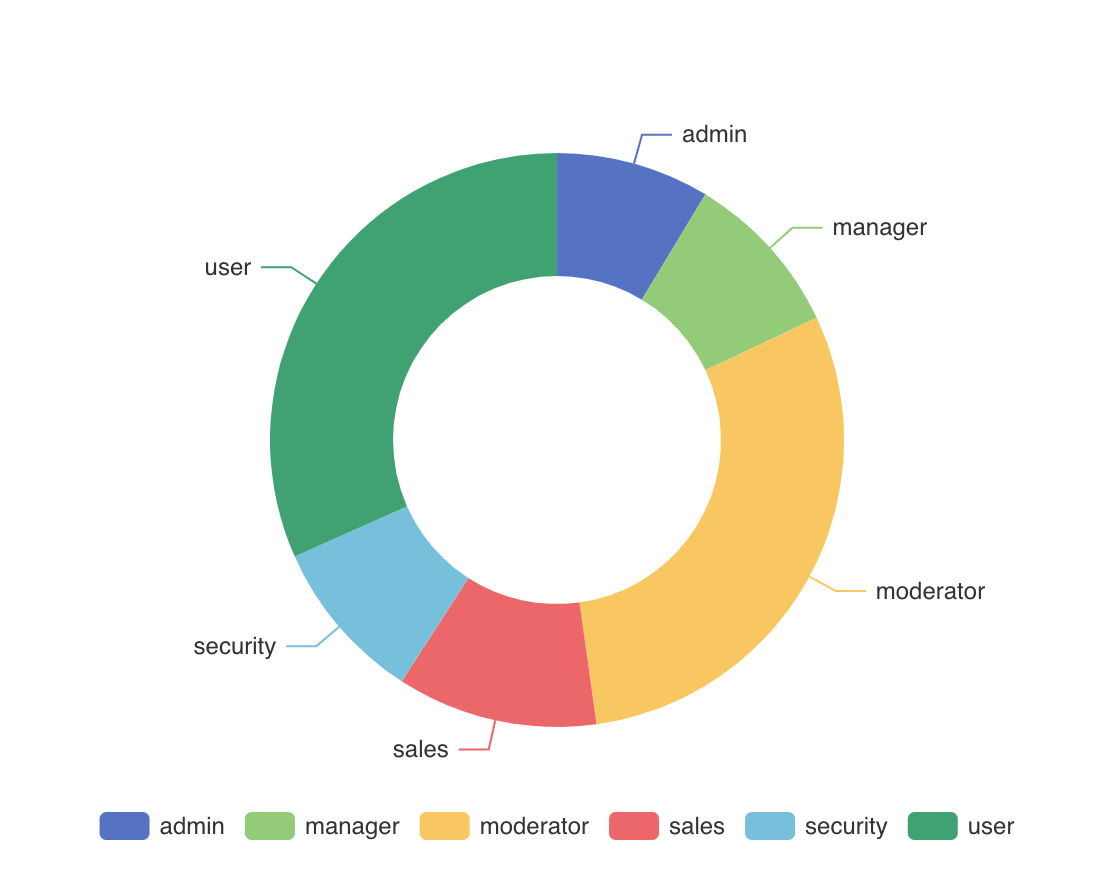 admin
manager
user
moderator
security
sales
admin manager moderator sales security user